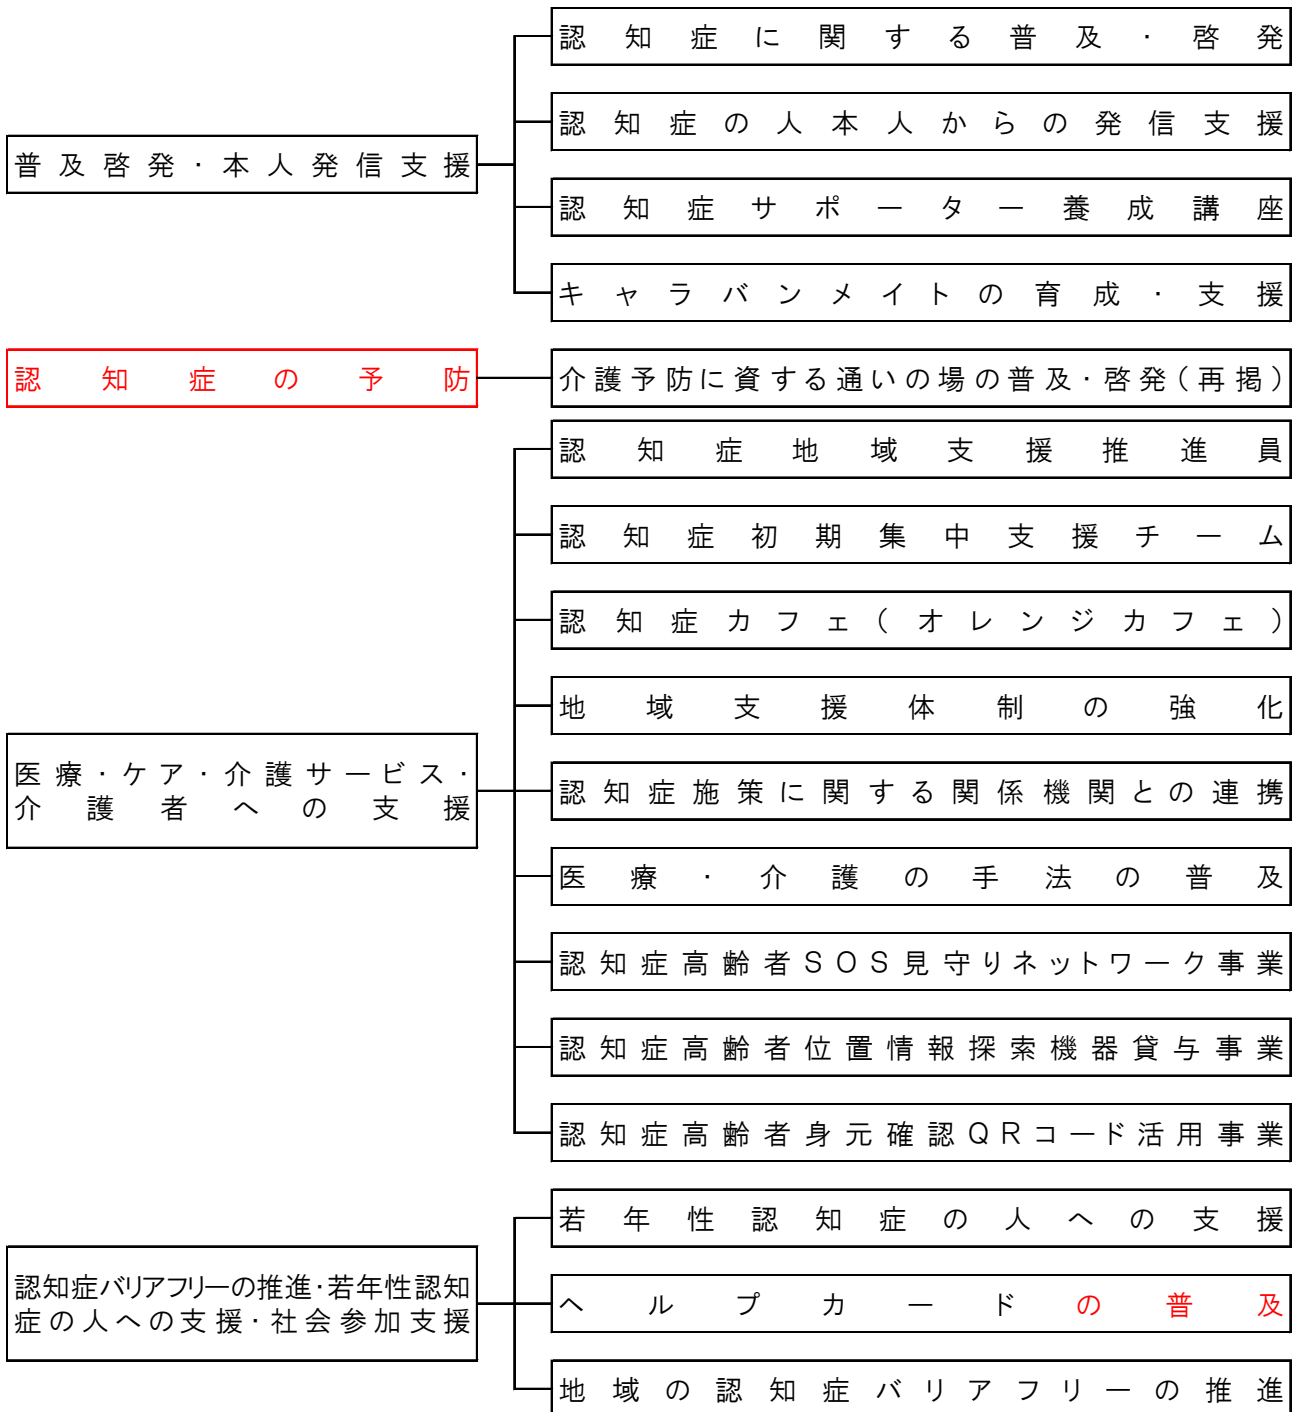 普及啓発・本人発信支援
認知症に関する普及・啓発
認知症の人本人からの発信支援
認知症サポーター養成講座
キャラバンメイトの育成・支援
認知症の予防
介護予防に資する通いの場の普及・啓発(再掲)
医療・ケア・介護サービス・
介護者への支援
認知症地域支援推進員
認知症初期集中支援チーム
認知症カフェ(オレンジカフェ)
地域支援体制の強化
認知症施策に関する関係機関との連携
医療・介護の手法の普及
認知症高齢者SOS見守りネットワーク事業
認知症高齢者位置情報探索機器貸与事業
認知症高齢者身元確認QRコード活用事業
認知症バリアフリーの推進・若年性認知
症の人への支援・社会参加支援
若年性認知症の人への支援
ヘルプカードの普及
地域の認知症バリアフリーの推進